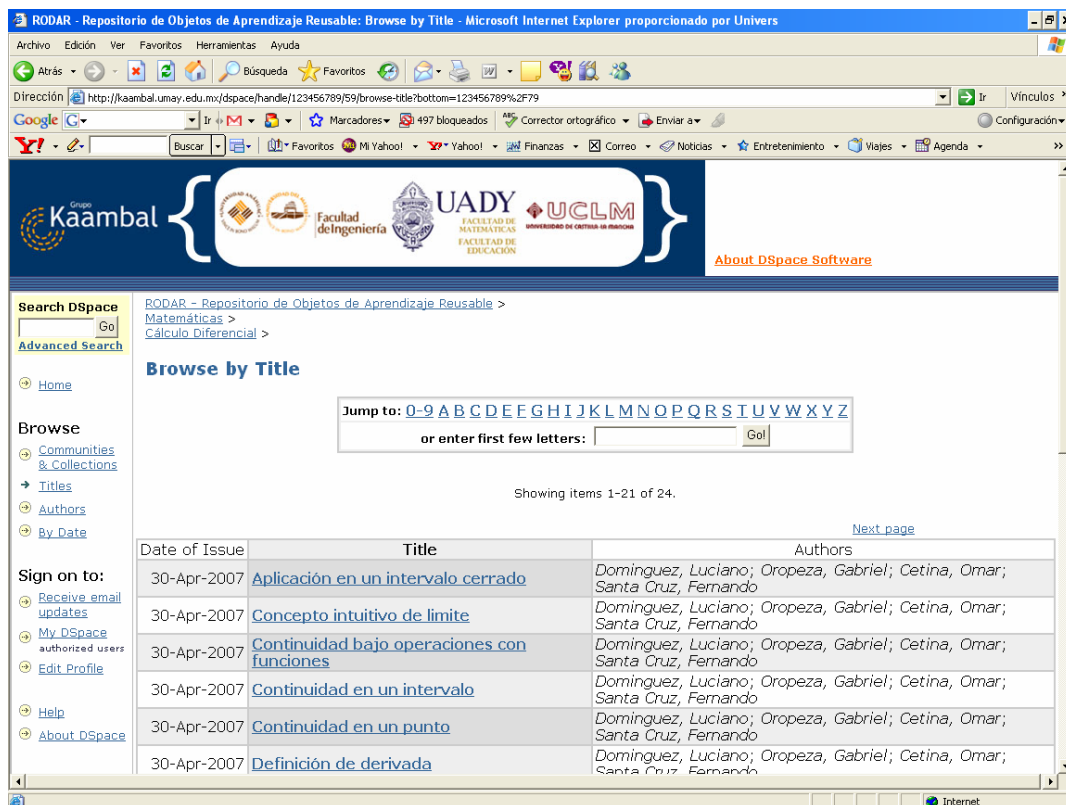 RODAR - Repositorio de Objetos de Aprendizaje Reusable: Browse by Title - Microsoft Internet Explorer proporcionado por Univers
Archivo Edición Ver Favoritos Herramientas Ayuda
Atrás Búsqueda Favoritos
Dirección http://kaambal.umay.edu.mx/dspace/handle/123456789/59/browse-title?bottom=123456789%2F79 Ir Vínculos
Google G Ir Marcadores 497 bloqueados Corrector ortográfico Enviar a Configuración
Y! Buscar Favoritos Mi Yahoo! Yahoo! Finanzas Correo Noticias Entretenimiento Viajes Agenda
Grupo
Kaambal
Facultad
deIngeniería
UADY
FACULTAD DE
MATEMÁTICAS
FACULTAD DE
EDUCACIÓN
UCLM
UNIVERSIDAD DE CASTILLA-LA MANCHA
About DSpace Software
Search DSpace
Go
Advanced Search
Home
Browse
Communities
& Collections
Titles
Authors
By Date
Sign on to:
Receive email
updates
My DSpace
authorized users
Edit Profile
Help
About DSpace
RODAR - Repositorio de Objetos de Aprendizaje Reusable >
Matemáticas >
Cálculo Diferencial >
Browse by Title
Jump to: 0-9 A B C D E F G H I J K L M N O P Q R S T U V W X Y Z
or enter first few letters: Go!
Showing items 1-21 of 24.
Next page
Date of Issue Title Authors
30-Apr-2007 Aplicación en un intervalo cerrado Dominguez, Luciano; Oropeza, Gabriel; Cetina, Omar;
Santa Cruz, Fernando
30-Apr-2007 Concepto intuitivo de limite Dominguez, Luciano; Oropeza, Gabriel; Cetina, Omar;
Santa Cruz, Fernando
30-Apr-2007 Continuidad bajo operaciones con
funciones Dominguez, Luciano; Oropeza, Gabriel; Cetina, Omar;
Santa Cruz, Fernando
30-Apr-2007 Continuidad en un intervalo Dominguez, Luciano; Oropeza, Gabriel; Cetina, Omar;
Santa Cruz, Fernando
30-Apr-2007 Continuidad en un punto Dominguez, Luciano; Oropeza, Gabriel; Cetina, Omar;
Santa Cruz, Fernando
30-Apr-2007 Definición de derivada Dominguez, Luciano; Oropeza, Gabriel; Cetina, Omar;
Santa Cruz, Fernando
Internet